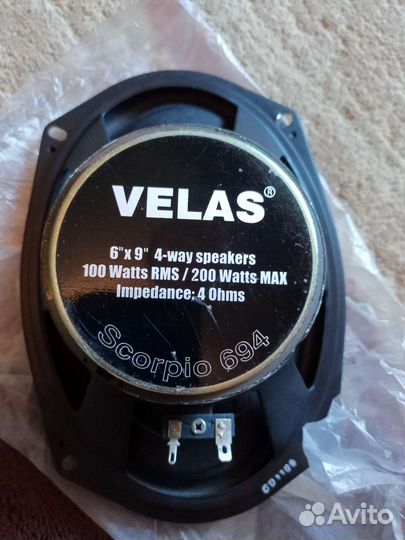 VELAS®
6"x 9" 4-way speakers
100 Watts RMS / 200 Watts MAX
Impedance: 4 Ohms
Scorpio 694
Avito